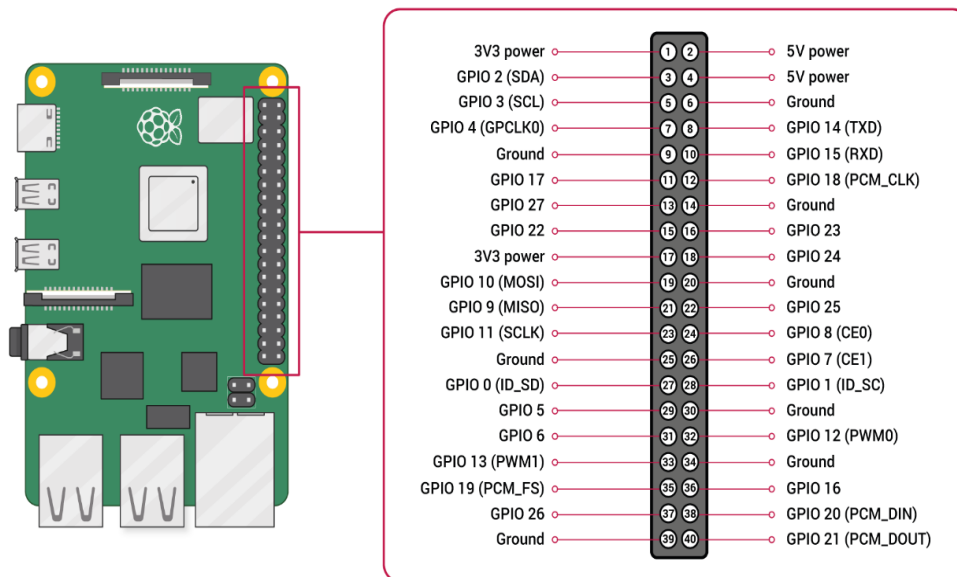 3V3 power 1 2 5V power
GPIO 2 (SDA) 3 4 5V power
GPIO 3 (SCL) 5 6 Ground
GPIO 4 (GPCLK0) 7 8 GPIO 14 (TXD)
Ground 9 10 GPIO 15 (RXD)
GPIO 17 11 12 GPIO 18 (PCM_CLK)
GPIO 27 13 14 Ground
GPIO 22 15 16 GPIO 23
3V3 power 17 18 GPIO 24
GPIO 10 (MOSI) 19 20 Ground
GPIO 9 (MISO) 21 22 GPIO 25
GPIO 11 (SCLK) 23 24 GPIO 8 (CE0)
Ground 25 26 GPIO 7 (CE1)
GPIO 0 (ID_SD) 27 28 GPIO 1 (ID_SC)
GPIO 5 29 30 Ground
GPIO 6 31 32 GPIO 12 (PWM0)
GPIO 13 (PWM1) 33 34 Ground
GPIO 19 (PCM_FS) 35 36 GPIO 16
GPIO 26 37 38 GPIO 20 (PCM_DIN)
Ground 39 40 GPIO 21 (PCM_DOUT)